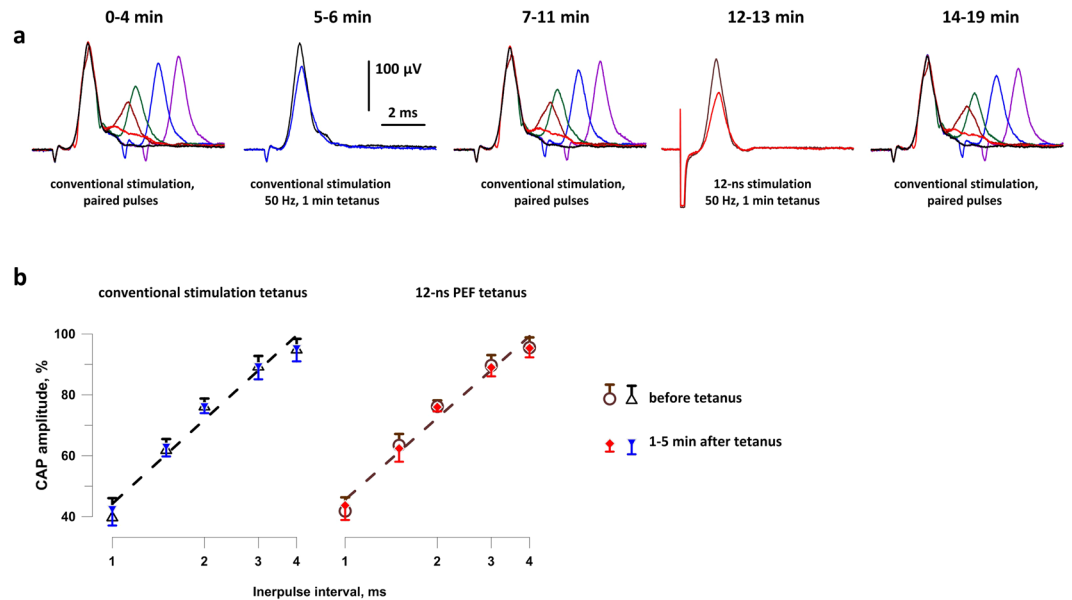 0-4 min 5-6 min 7-11 min 12-13 min 14-19 min
a
100 µV
2 ms
conventional stimulation,
paired pulses
conventional stimulation
50 Hz, 1 min tetanus
conventional stimulation,
paired pulses
12-ns stimulation
50 Hz, 1 min tetanus
conventional stimulation,
paired pulses
b
conventional stimulation tetanus
12-ns PEF tetanus
CAP amplitude, %
100
80
60
40
1 2 3 4
1 2 3 4
Inerpulse interval, ms
before tetanus
1-5 min after tetanus